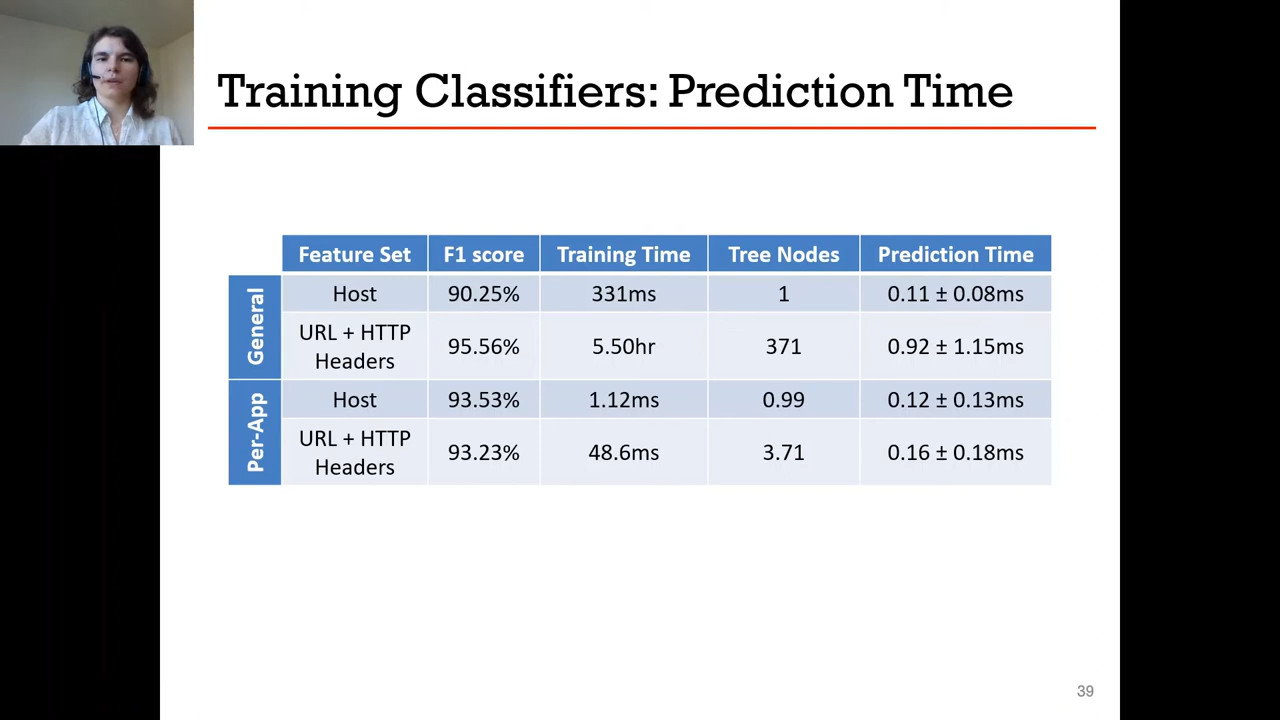 Training Classifiers: Prediction Time
Feature Set F1 score Training Time Tree Nodes Prediction Time
General
Host 90.25% 331ms 1 0.11 ± 0.08ms
URL + HTTP
Headers 95.56% 5.50hr 371 0.92 ± 1.15ms
Per-App
Host 93.53% 1.12ms 0.99 0.12 ± 0.13ms
URL + HTTP
Headers 93.23% 48.6ms 3.71 0.16 ± 0.18ms
39